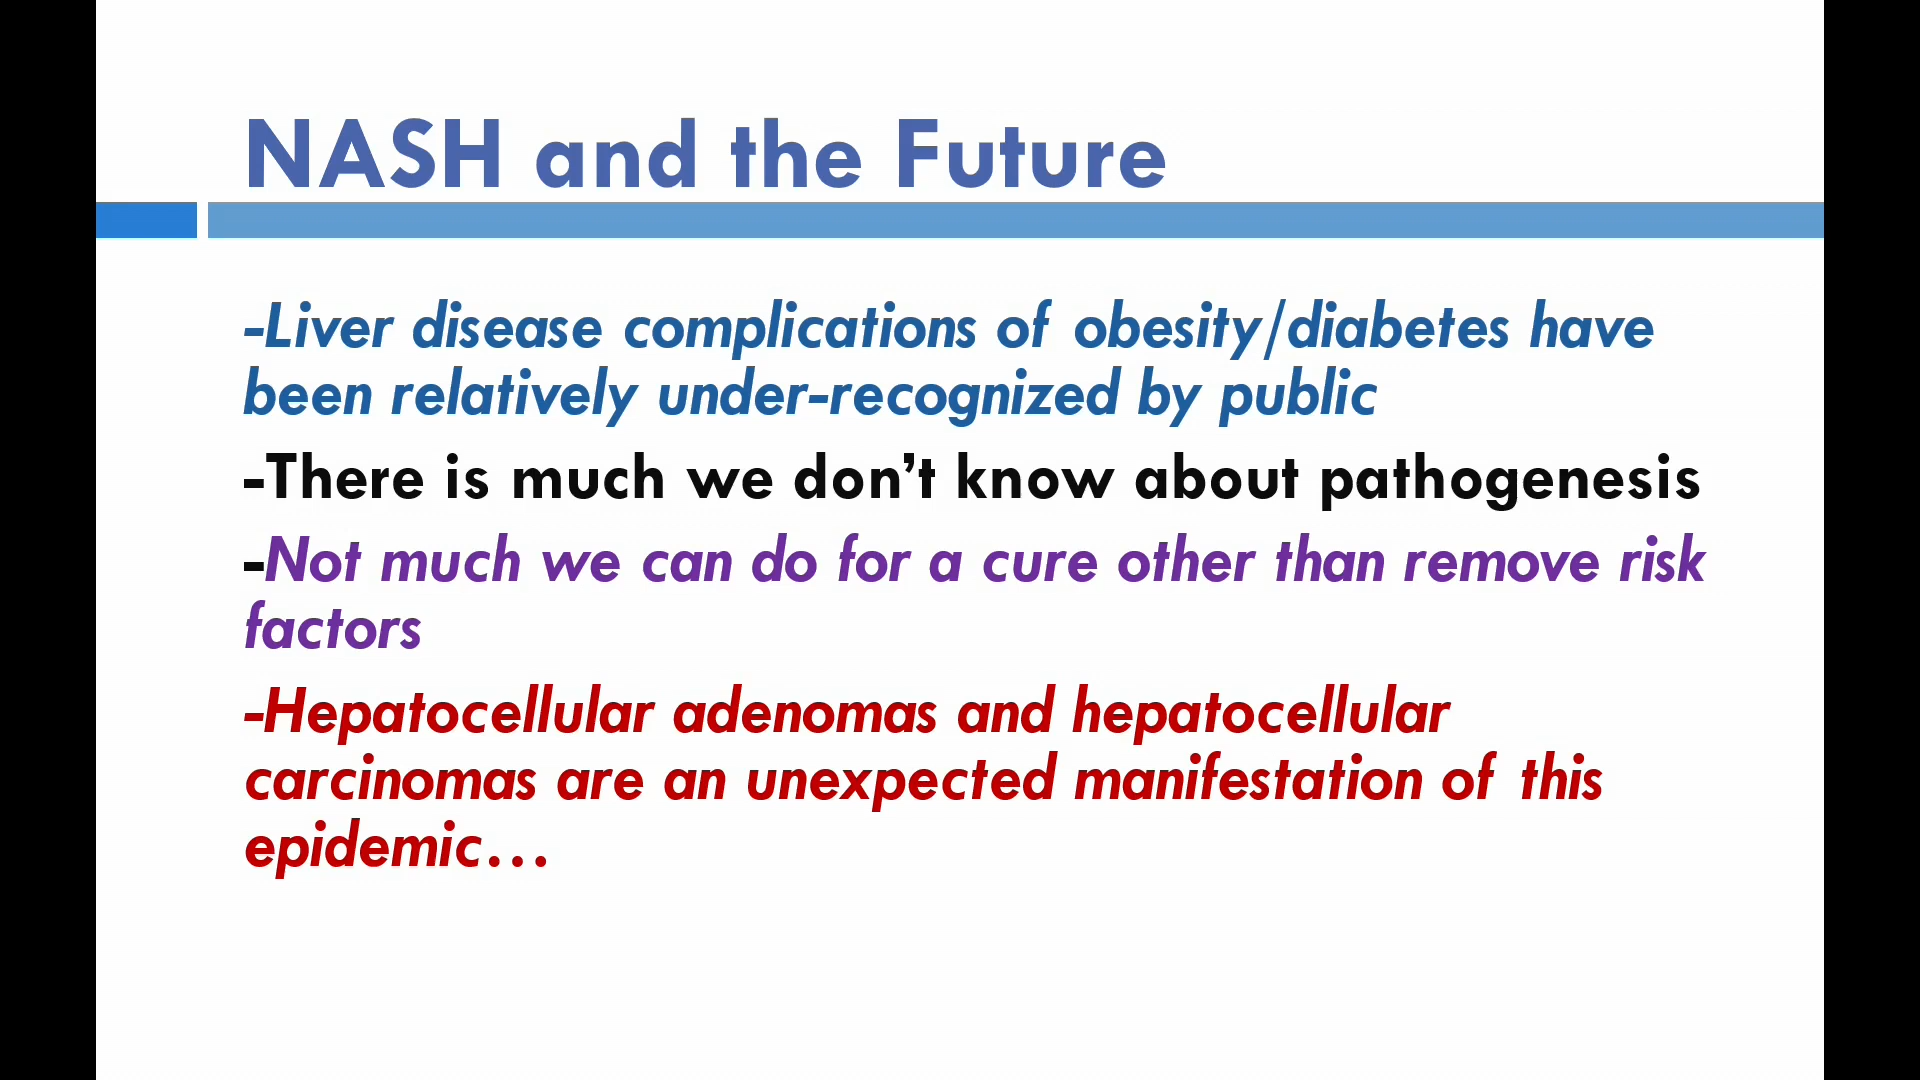 NASH and the Future
-Liver disease complications of obesity/diabetes have
been relatively under-recognized by public
-There is much we don’t know about pathogenesis
-Not much we can do for a cure other than remove risk
factors
-Hepatocellular adenomas and hepatocellular
carcinomas are an unexpected manifestation of this
epidemic…